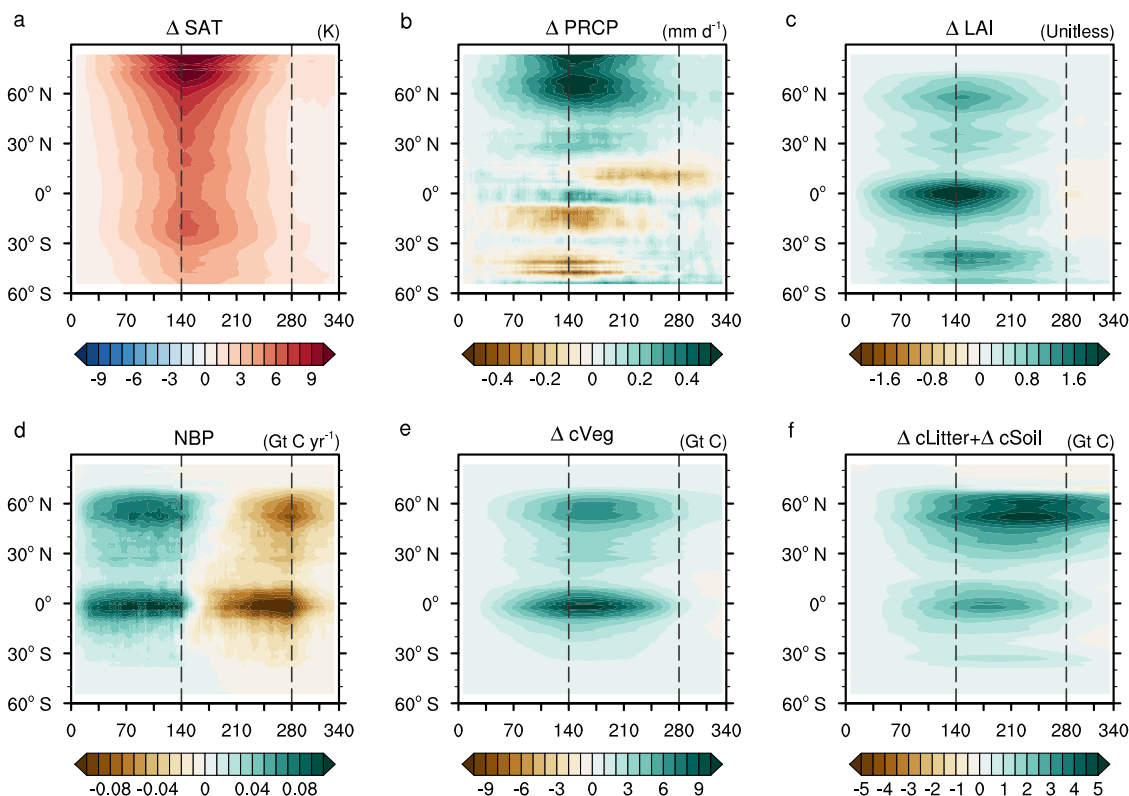 a
Δ SAT
(K)
60° N
30° N
0°
30° S
60° S
0 70 140 210 280 340
-9 -6 -3 0 3 6 9
b
Δ PRCP
(mm d⁻¹)
60° N
30° N
0°
30° S
60° S
0 70 140 210 280 340
-0.4 -0.2 0 0.2 0.4
c
Δ LAI
(Unitless)
60° N
30° N
0°
30° S
60° S
0 70 140 210 280 340
-1.6 -0.8 0 0.8 1.6
d
NBP
(Gt C yr⁻¹)
60° N
30° N
0°
30° S
60° S
0 70 140 210 280 340
-0.08 -0.04 0 0.04 0.08
e
Δ cVeg
(Gt C)
60° N
30° N
0°
30° S
60° S
0 70 140 210 280 340
-9 -6 -3 0 3 6 9
f
Δ cLitter+Δ cSoil
(Gt C)
60° N
30° N
0°
30° S
60° S
0 70 140 210 280 340
-5 -4 -3 -2 -1 0 1 2 3 4 5